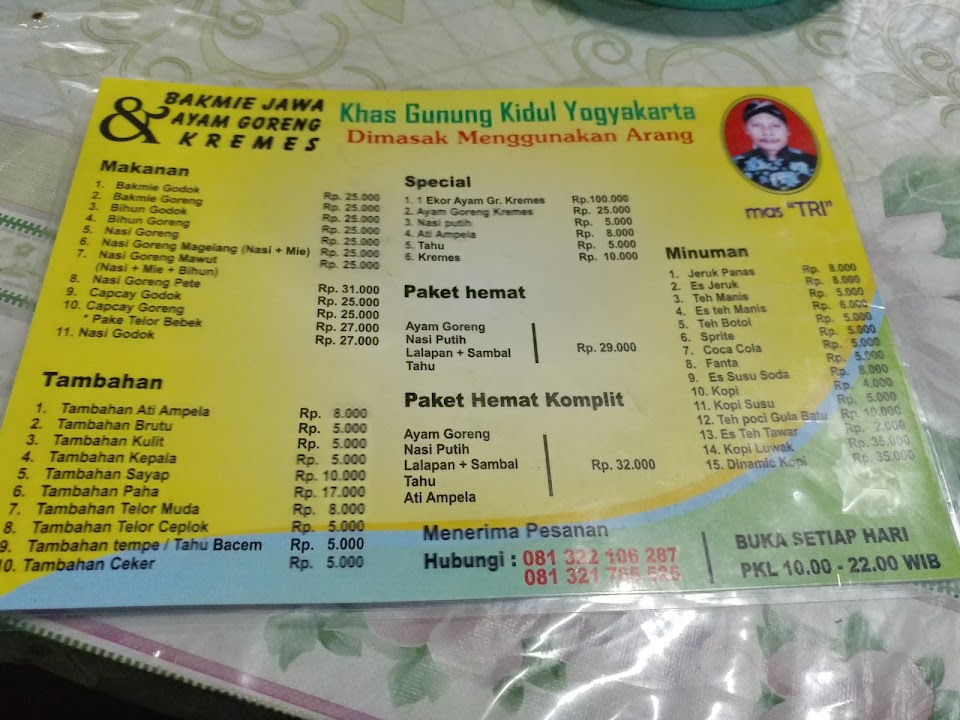 &
BAKMIE JAWA
AYAM GORENG
KREMES
Khas Gunung Kidul Yogyakarta
Dimasak Menggunakan Arang
mas "TRI"
Makanan
1. Bakmie Godok Rp. 25.000
2. Bakmie Goreng Rp. 25.000
3. Bihun Godok Rp. 25.000
4. Bihun Goreng Rp. 25.000
5. Nasi Goreng Rp. 25.000
6. Nasi Goreng Magelang (Nasi + Mie) Rp. 25.000
7. Nasi Goreng Mawut Rp. 25.000
(Nasi + Mie + Bihun)
8. Nasi Goreng Pete Rp. 31.000
9. Capcay Godok Rp. 25.000
10. Capcay Goreng Rp. 25.000
* Pake Telor Bebek Rp. 27.000
11. Nasi Godok Rp. 27.000
Tambahan
1. Tambahan Ati Ampela Rp. 8.000
2. Tambahan Brutu Rp. 5.000
3. Tambahan Kulit Rp. 5.000
4. Tambahan Kepala Rp. 5.000
5. Tambahan Sayap Rp. 10.000
6. Tambahan Paha Rp. 17.000
7. Tambahan Telor Muda Rp. 8.000
8. Tambahan Telor Ceplok Rp. 5.000
9. Tambahan tempe / Tahu Bacem Rp. 5.000
10. Tambahan Ceker Rp. 5.000
Special
1. 1 Ekor Ayam Gr. Kremes Rp.100.000
2. Ayam Goreng Kremes Rp. 25.000
3. Nasi putih Rp. 5.000
4. Ati Ampela Rp. 8.000
5. Tahu Rp. 5.000
6. Kremes Rp. 10.000
Paket hemat
Ayam Goreng
Nasi Putih
Lalapan + Sambal Rp. 29.000
Tahu
Paket Hemat Komplit
Ayam Goreng
Nasi Putih
Lalapan + Sambal Rp. 32.000
Tahu
Ati Ampela
Minuman
1. Jeruk Panas Rp. 8.000
2. Es Jeruk Rp. 8.000
3. Teh Manis Rp. 5.000
4. Es teh Manis Rp. 6.000
5. Teh Botol Rp. 5.000
6. Sprite Rp. 5.000
7. Coca Cola Rp. 5.000
8. Fanta Rp. 5.000
9. Es Susu Soda Rp. 8.000
10. Kopi Rp. 4.000
11. Kopi Susu Rp. 5.000
12. Teh poci Gula Batu Rp. 10.000
13. Es Teh Tawar Rp. 2.000
14. Kopi Luwak Rp. 35.000
15. Dinamic Kopi Rp. 35.000
Menerima Pesanan
Hubungi : 081 322 106 287
081 321
BUKA SETIAP HARI
PKL 10.00 - 22.00 WIB